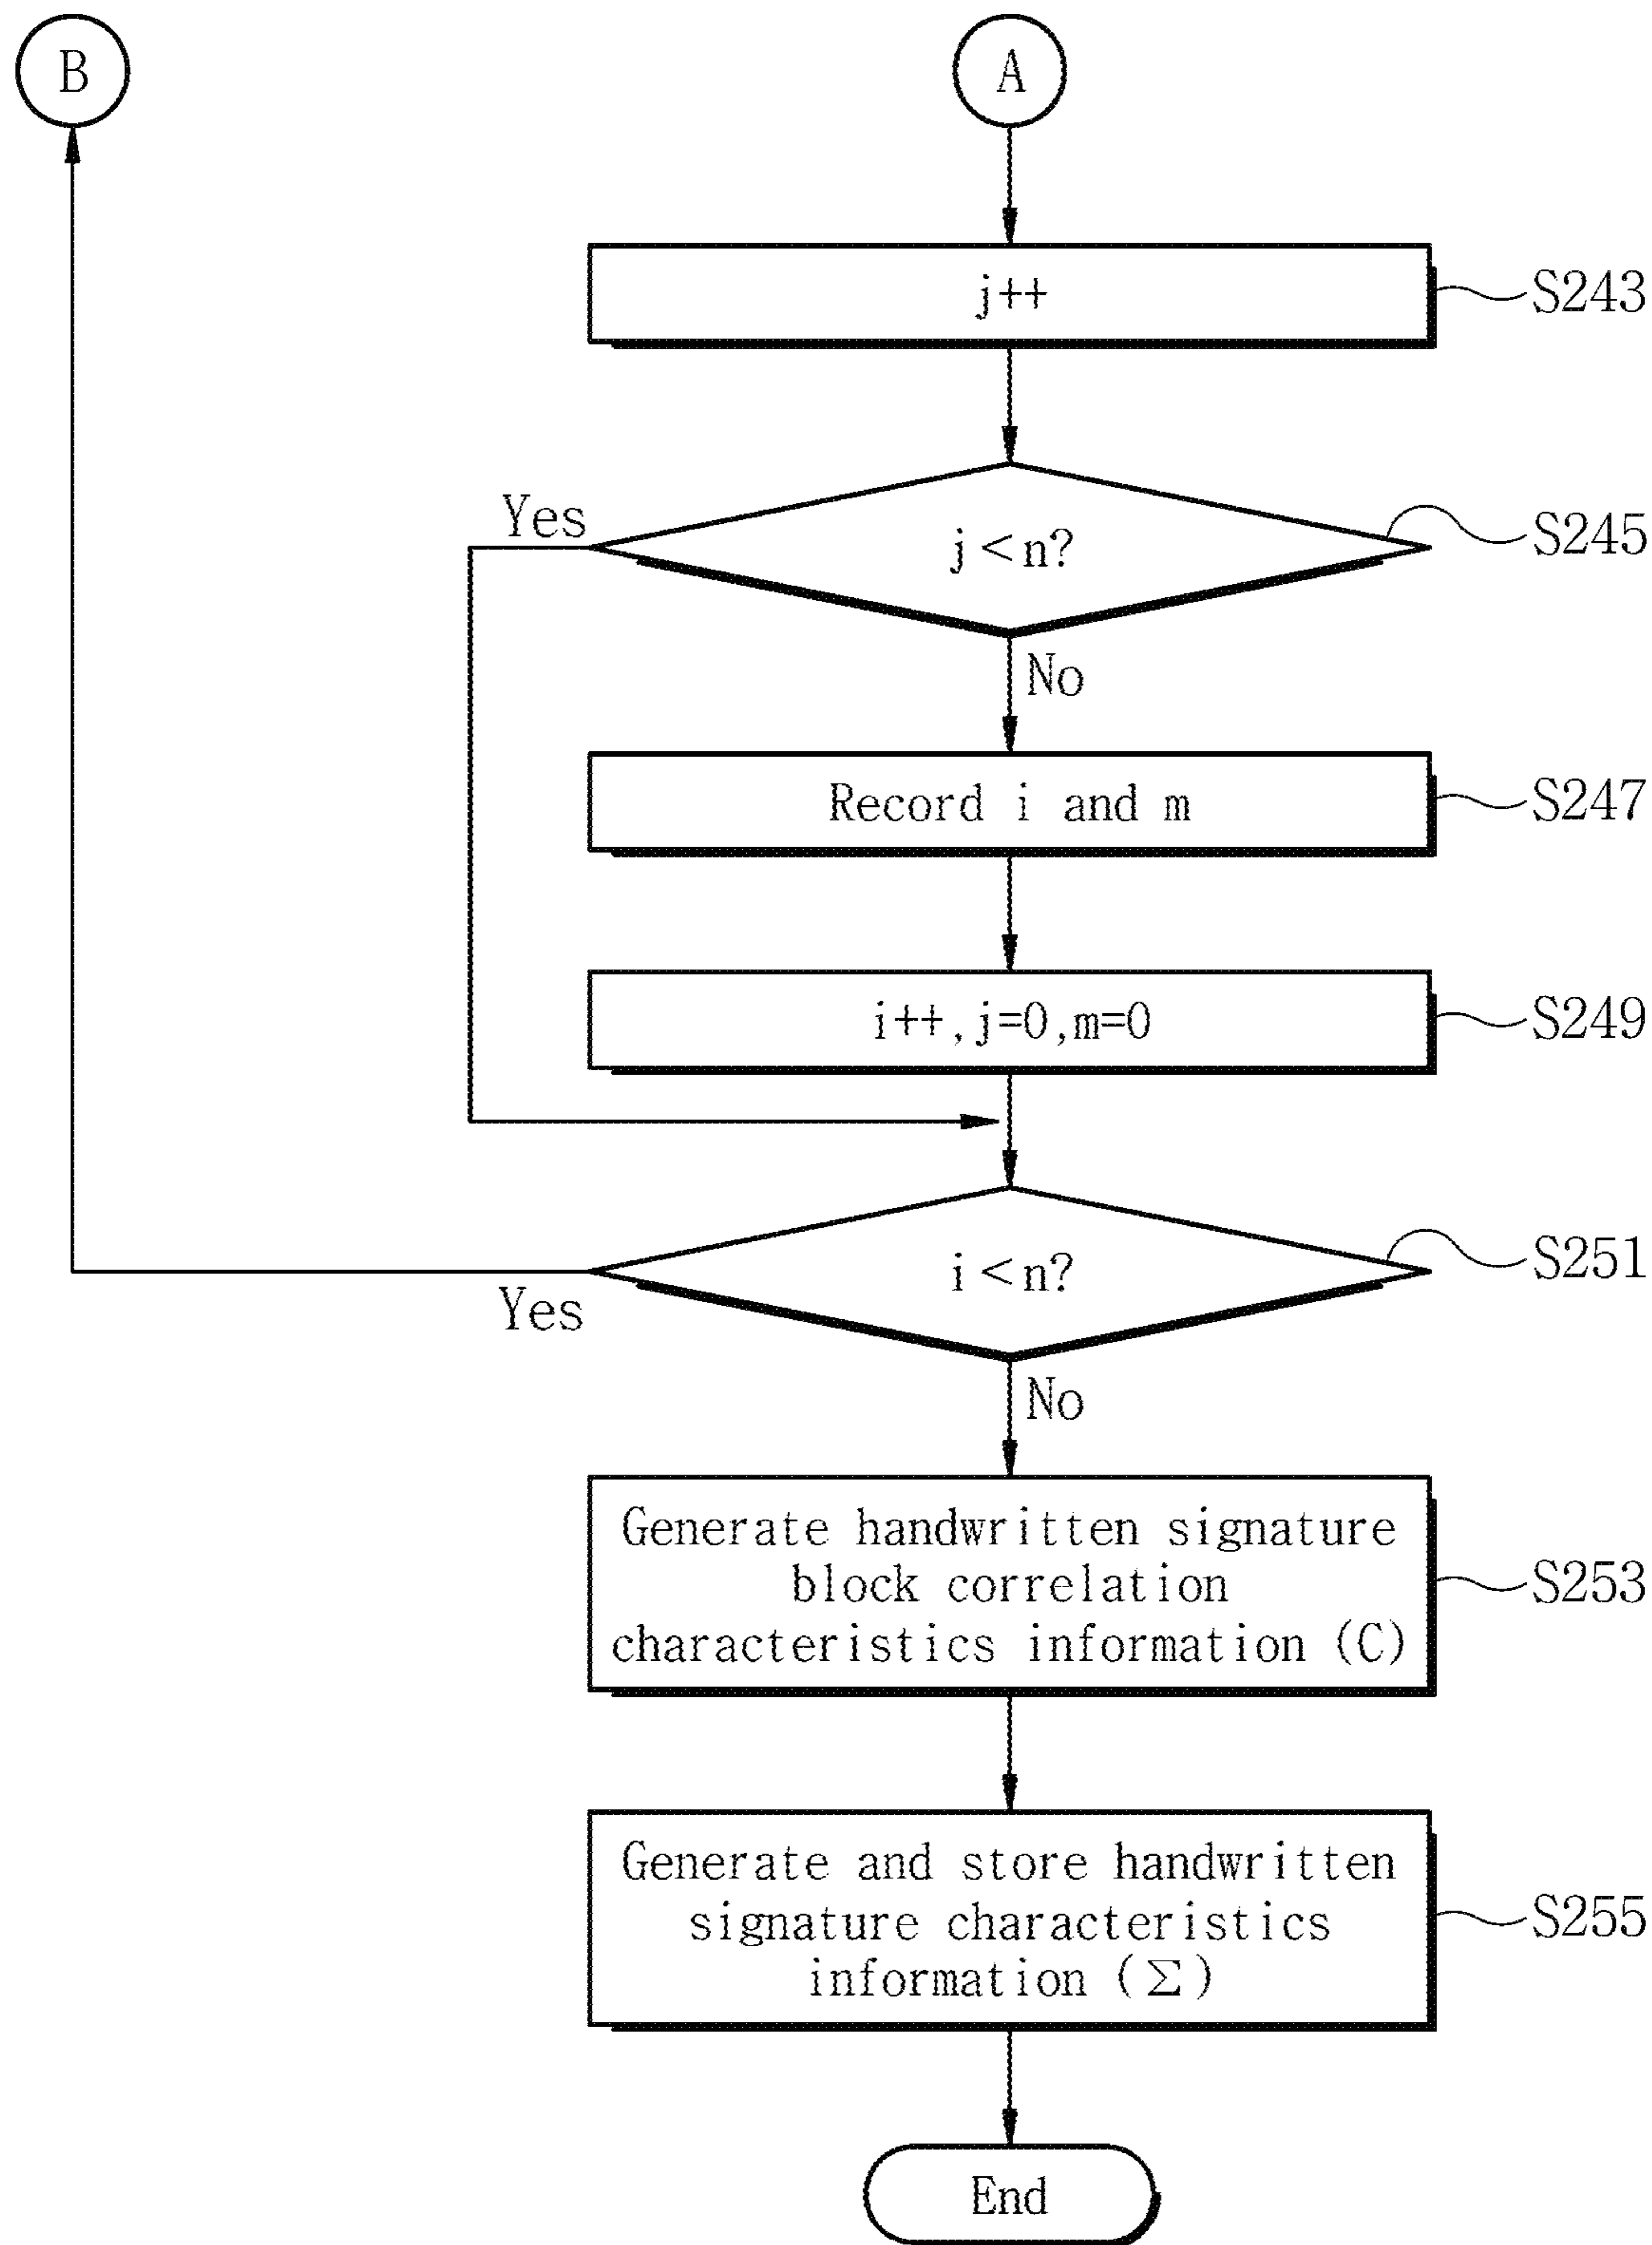 B
A
j++
S243
Yes
j<n?
S245
No
Record i and m
S247
i++,j=0,m=0
S249
i<n?
S251
Yes
No
Generate handwritten signature
block correlation
characteristics information (C)
S253
Generate and store handwritten
signature characteristics
information (Σ)
S255
End